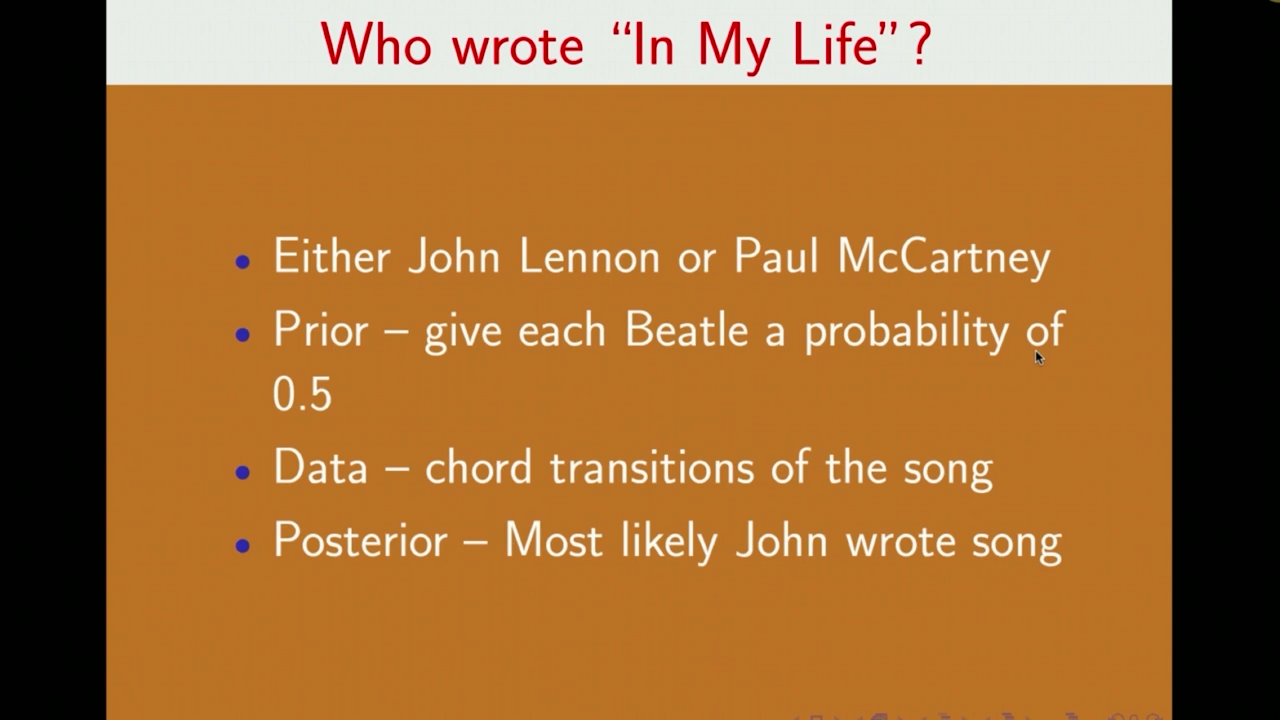 Who wrote “In My Life”?
• Either John Lennon or Paul McCartney
• Prior – give each Beatle a probability of
0.5
• Data – chord transitions of the song
• Posterior – Most likely John wrote song